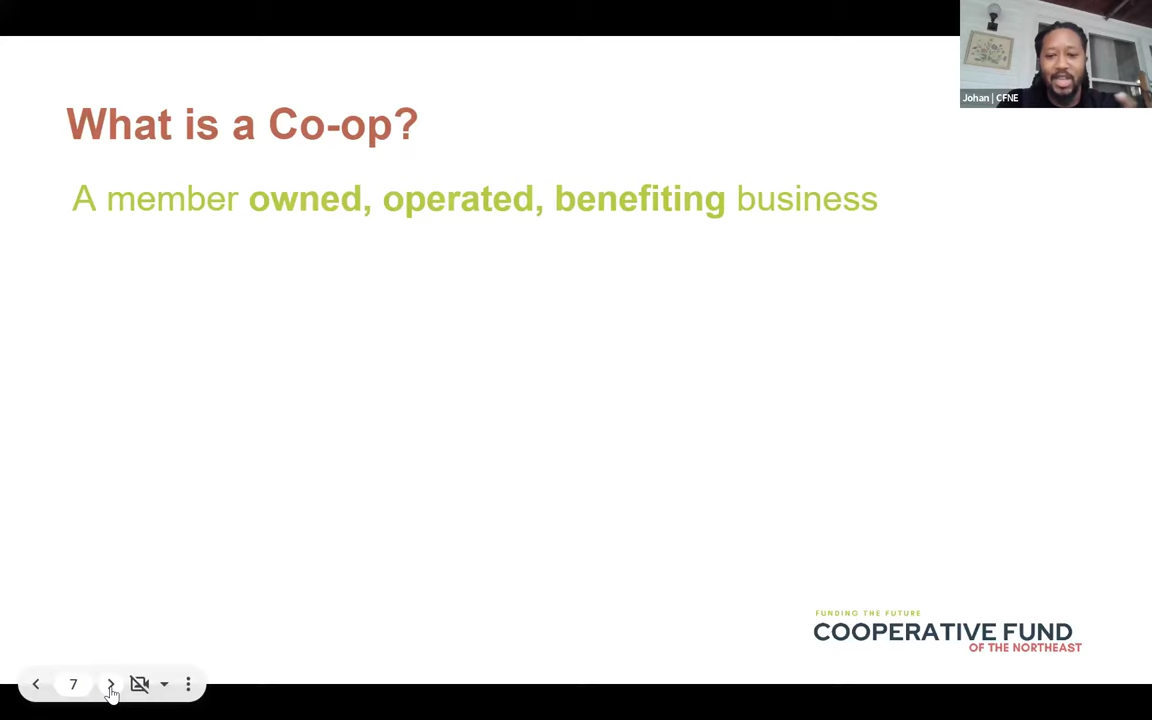 Johan | CFNE
What is a Co-op?
A member owned, operated, benefiting business
FUNDING THE FUTURE
COOPERATIVE FUND
OF THE NORTHEAST
7